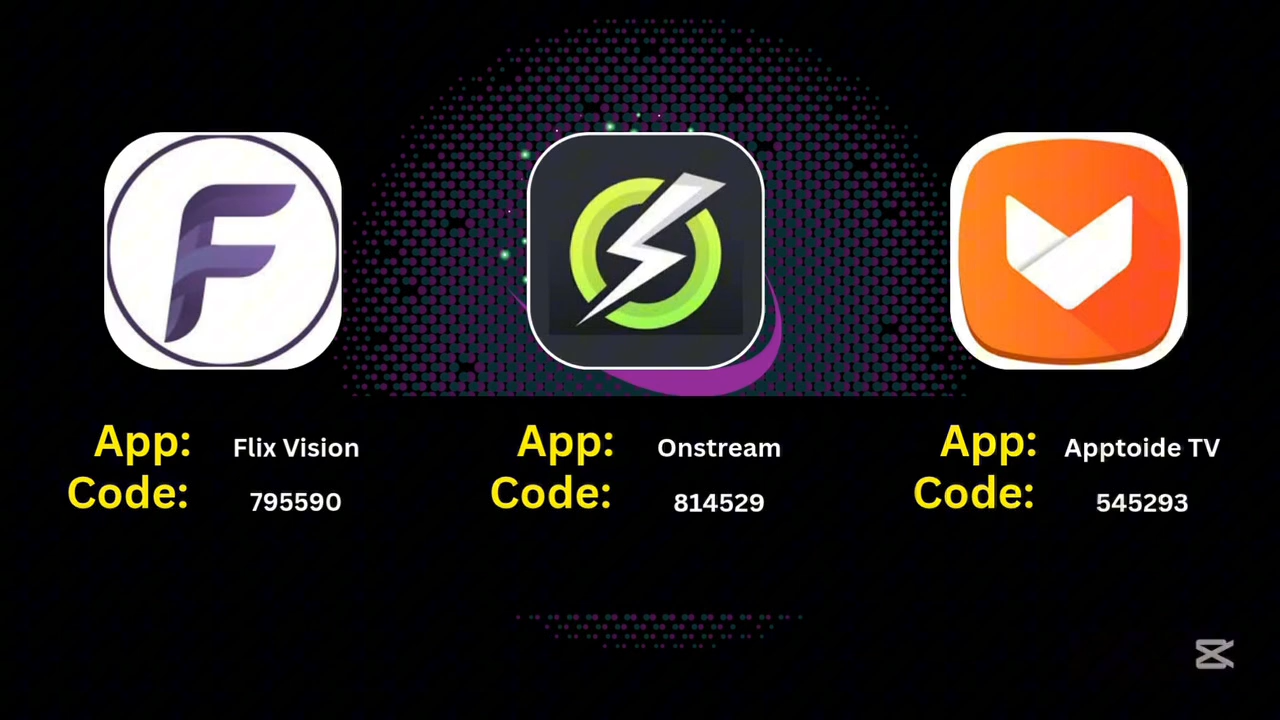 App: Flix Vision
Code: 795590
App: Onstream
Code: 814529
App: Apptoide TV
Code: 545293